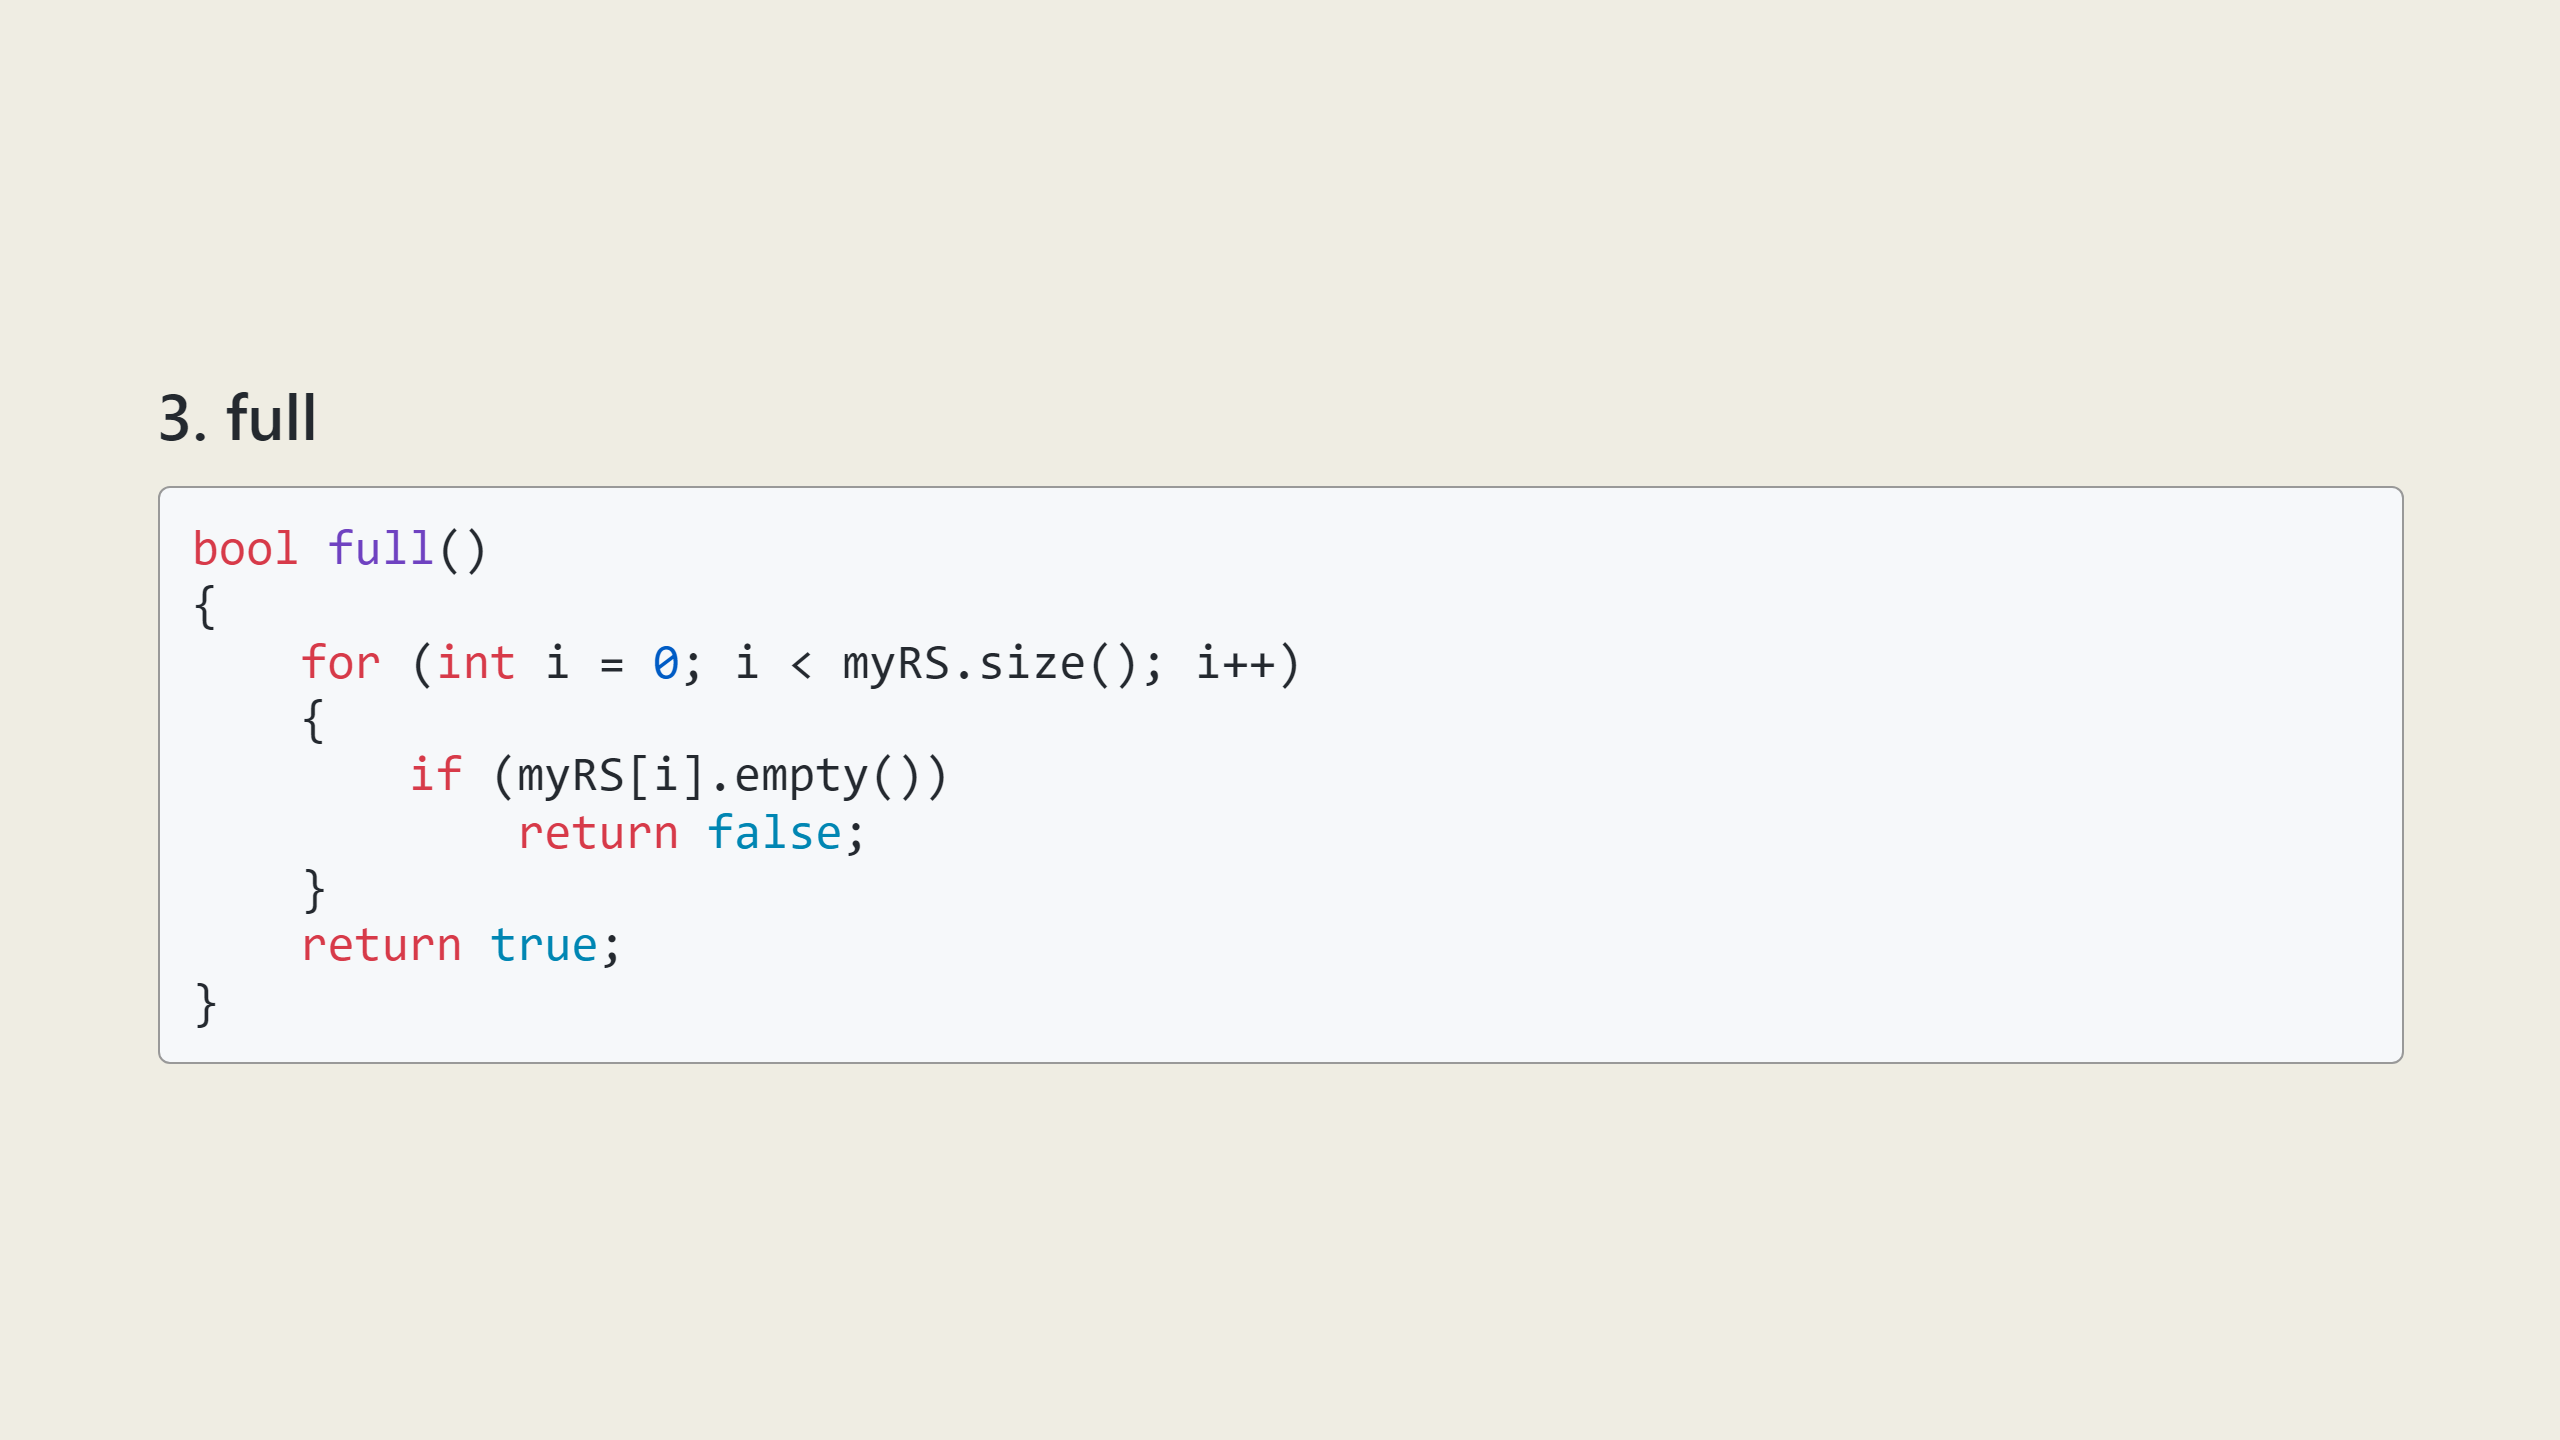 3. full
bool full()
{
    for (int i = 0; i < myRS.size(); i++)
    {
        if (myRS[i].empty())
            return false;
    }
    return true;
}